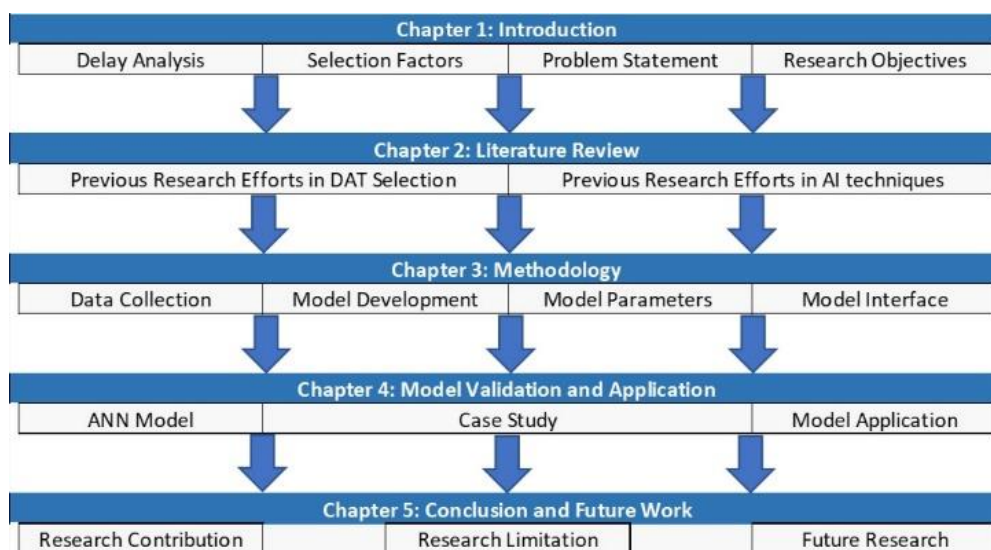 Chapter 1: Introduction
Delay Analysis Selection Factors Problem Statement Research Objectives
Chapter 2: Literature Review
Previous Research Efforts in DAT Selection Previous Research Efforts in AI techniques
Chapter 3: Methodology
Data Collection Model Development Model Parameters Model Interface
Chapter 4: Model Validation and Application
ANN Model Case Study Model Application
Chapter 5: Conclusion and Future Work
Research Contribution Research Limitation Future Research